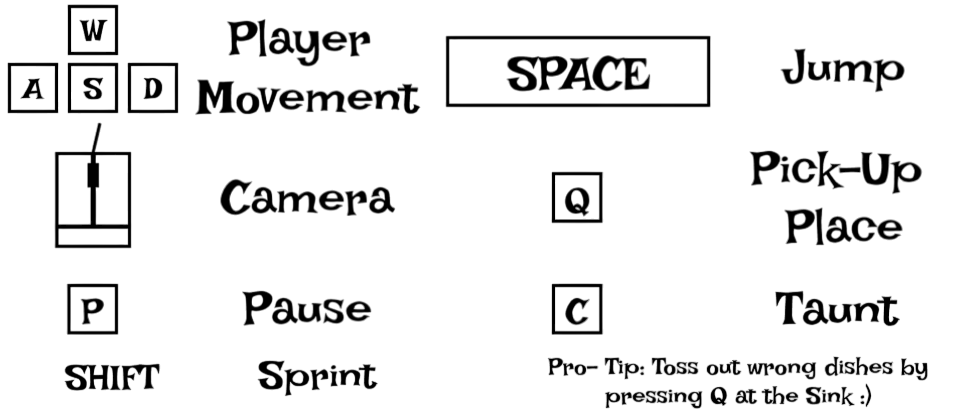 W
A S D
Player
Movement
SPACE
Jump
Camera
Q
Pick-Up
Place
P
Pause
C
Taunt
SHIFT
Sprint
Pro- Tip: Toss out wrong dishes by
pressing Q at the Sink :)